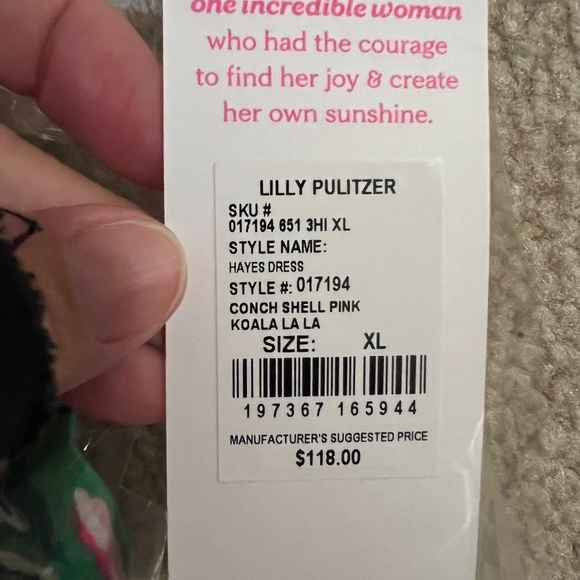 one incredible woman
who had the courage
to find her joy & create
her own sunshine.
LILLY PULITZER
SKU #
017194 651 3HI XL
STYLE NAME:
HAYES DRESS
STYLE #: 017194
CONCH SHELL PINK
KOALA LA LA
SIZE: XL
197367 165944
MANUFACTURER'S SUGGESTED PRICE
$118.00